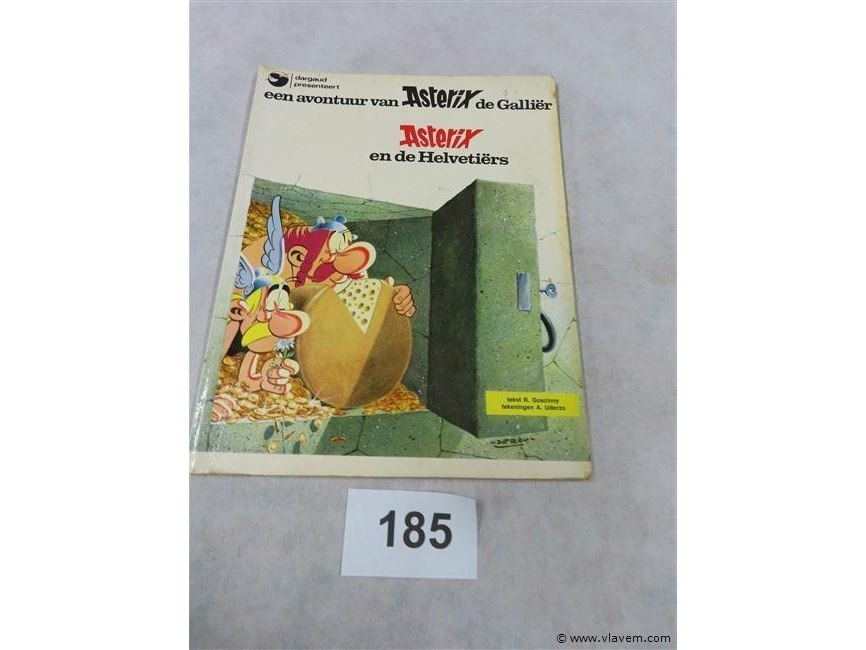 dargaud
presenteert
een avontuur van Asterix de Galliër
Asterix
en de Helvetiërs
tekst R. Goscinny
tekeningen A. Uderzo
185
© www.vlavem.com